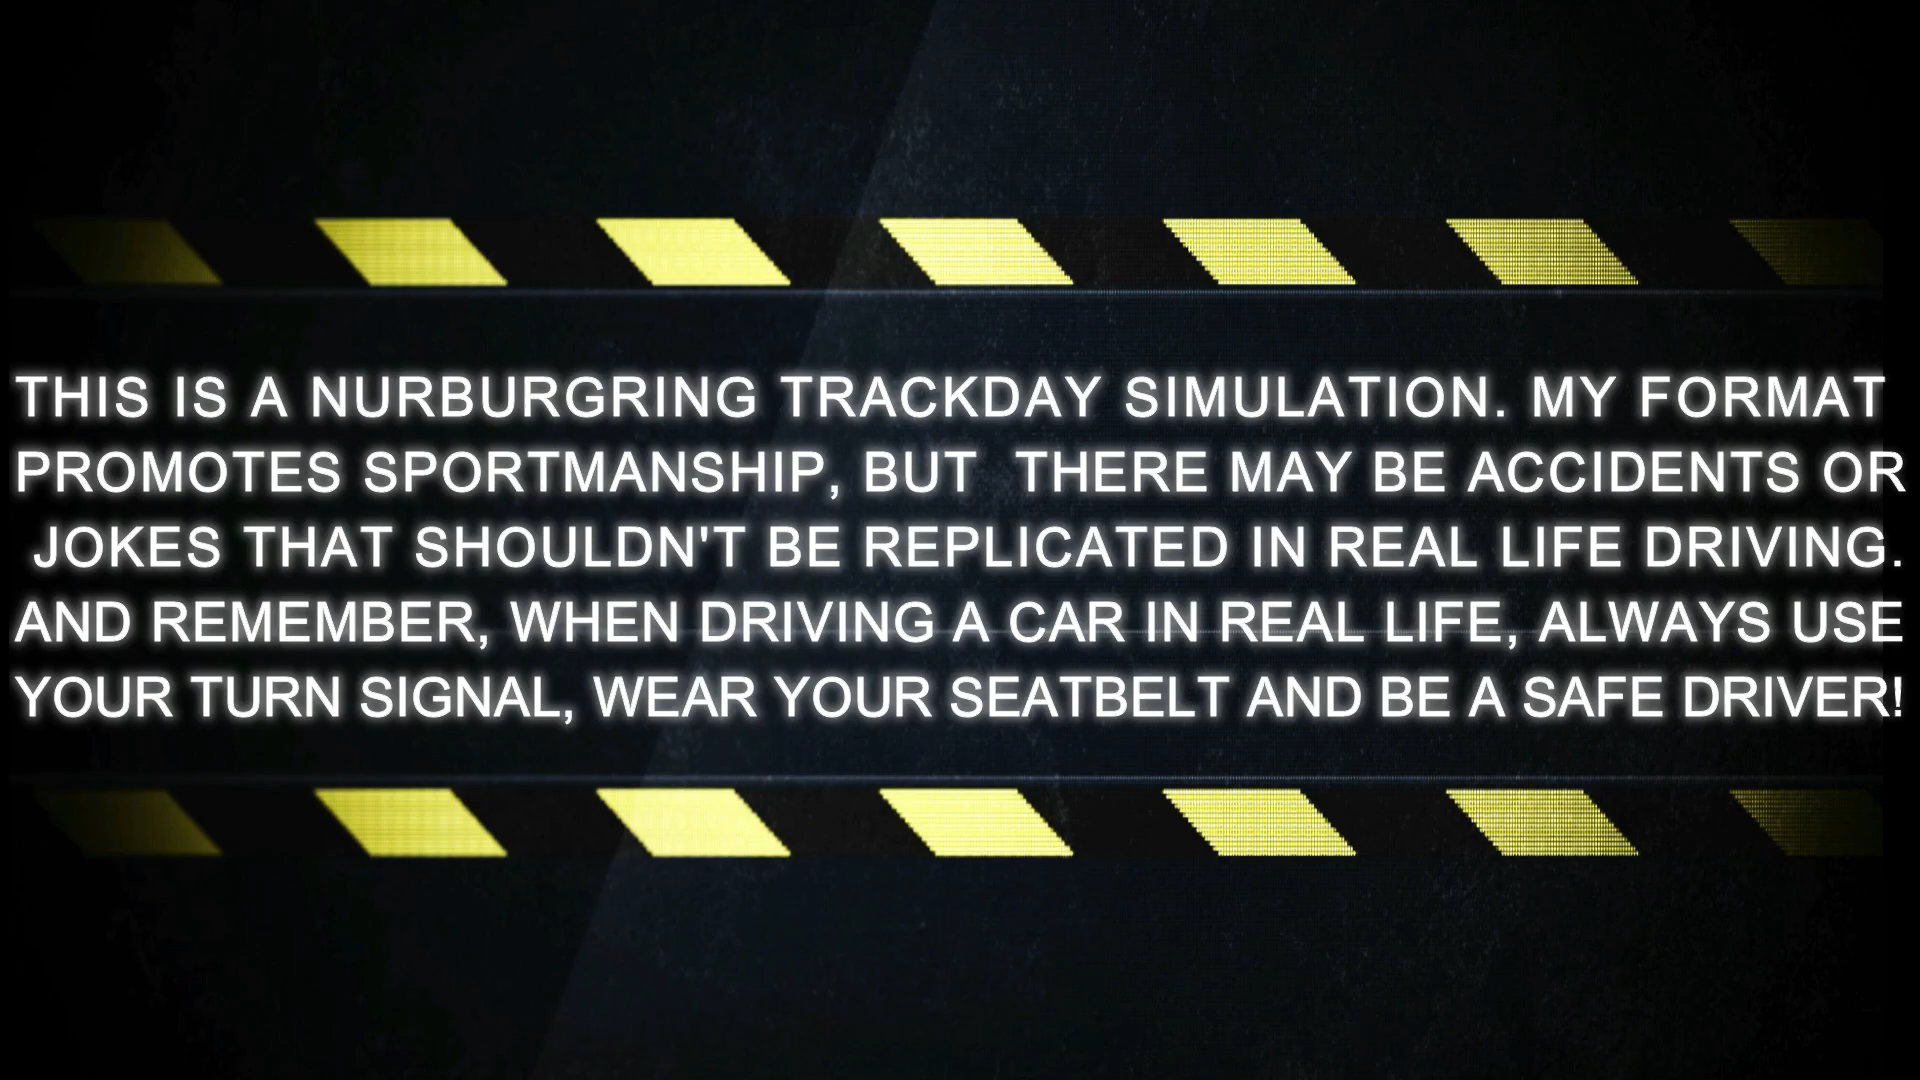 THIS IS A NURBURGRING TRACKDAY SIMULATION. MY FORMAT
PROMOTES SPORTMANSHIP, BUT  THERE MAY BE ACCIDENTS OR
JOKES THAT SHOULDN'T BE REPLICATED IN REAL LIFE DRIVING.
AND REMEMBER, WHEN DRIVING A CAR IN REAL LIFE, ALWAYS USE
YOUR TURN SIGNAL, WEAR YOUR SEATBELT AND BE A SAFE DRIVER!